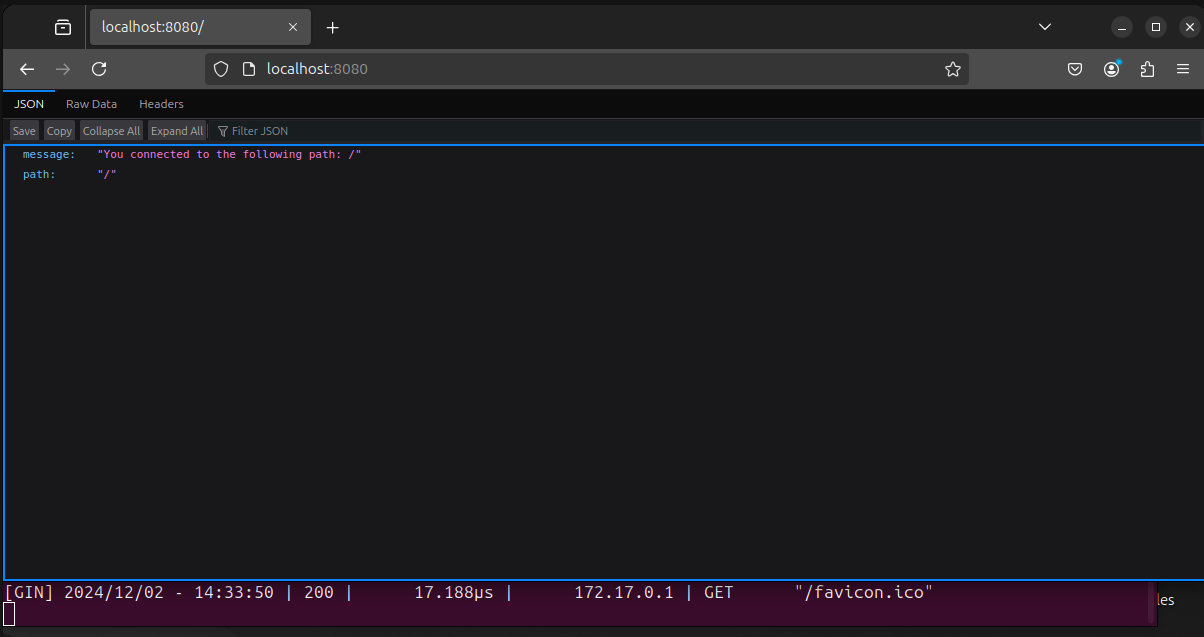 localhost:8080/
localhost:8080
JSON Raw Data Headers
Save Copy Collapse All Expand All Filter JSON
message: "You connected to the following path: /"
path: "/"
[GIN] 2024/12/02 - 14:33:50 | 200 | 17.188µs | 172.17.0.1 | GET "/favicon.ico"
les